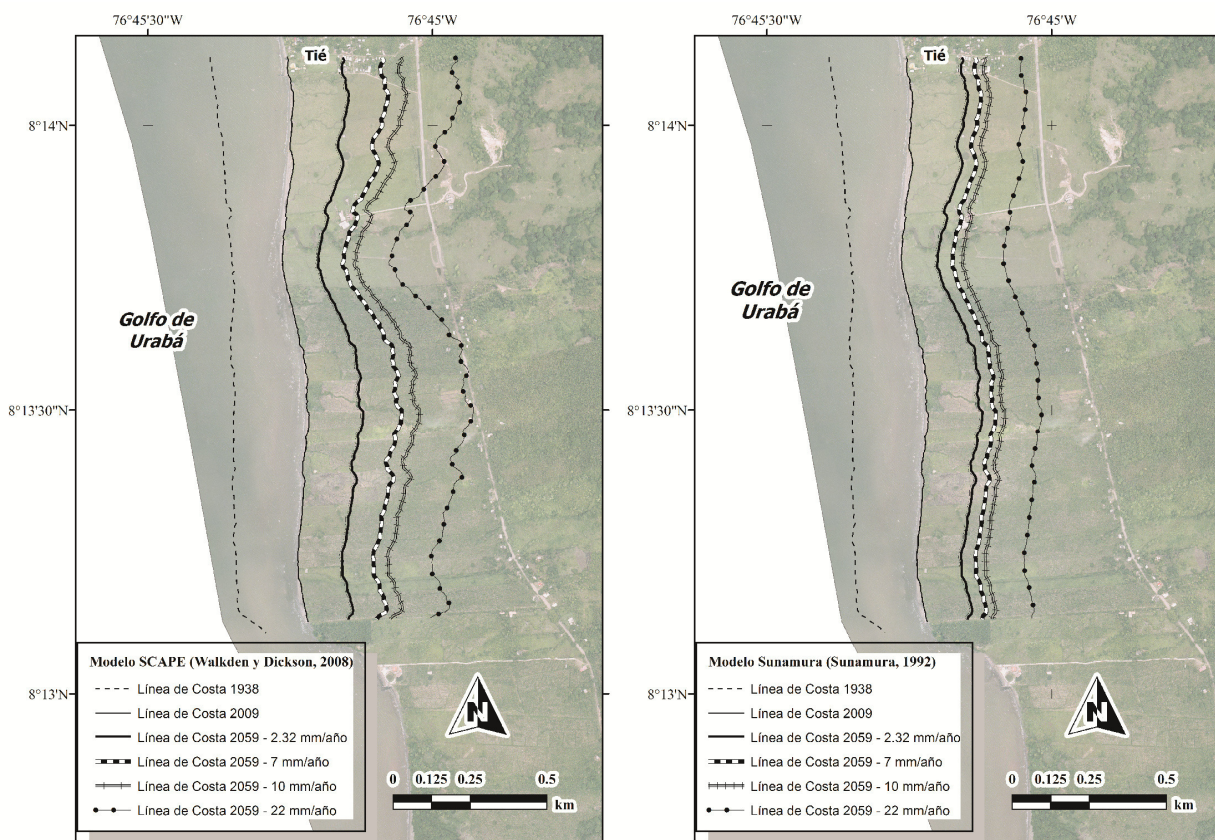 76°45'30"W
76°45'W
Tié
8°14'N
Golfo de
Urabá
8°13'30"N
8°13'N
Modelo SCAPE (Walkden y Dickson, 2008)
Línea de Costa 1938
Línea de Costa 2009
Línea de Costa 2059 - 2.32 mm/año
Línea de Costa 2059 - 7 mm/año
Línea de Costa 2059 - 10 mm/año
Línea de Costa 2059 - 22 mm/año
N
0 0.125 0.25 0.5
km
76°45'30"W
76°45'W
Tié
8°14'N
Golfo de
Urabá
8°13'30"N
8°13'N
Modelo Sunamura (Sunamura, 1992)
Línea de Costa 1938
Línea de Costa 2009
Línea de Costa 2059 - 2.32 mm/año
Línea de Costa 2059 - 7 mm/año
Línea de Costa 2059 - 10 mm/año
Línea de Costa 2059 - 22 mm/año
N
0 0.125 0.25 0.5
km